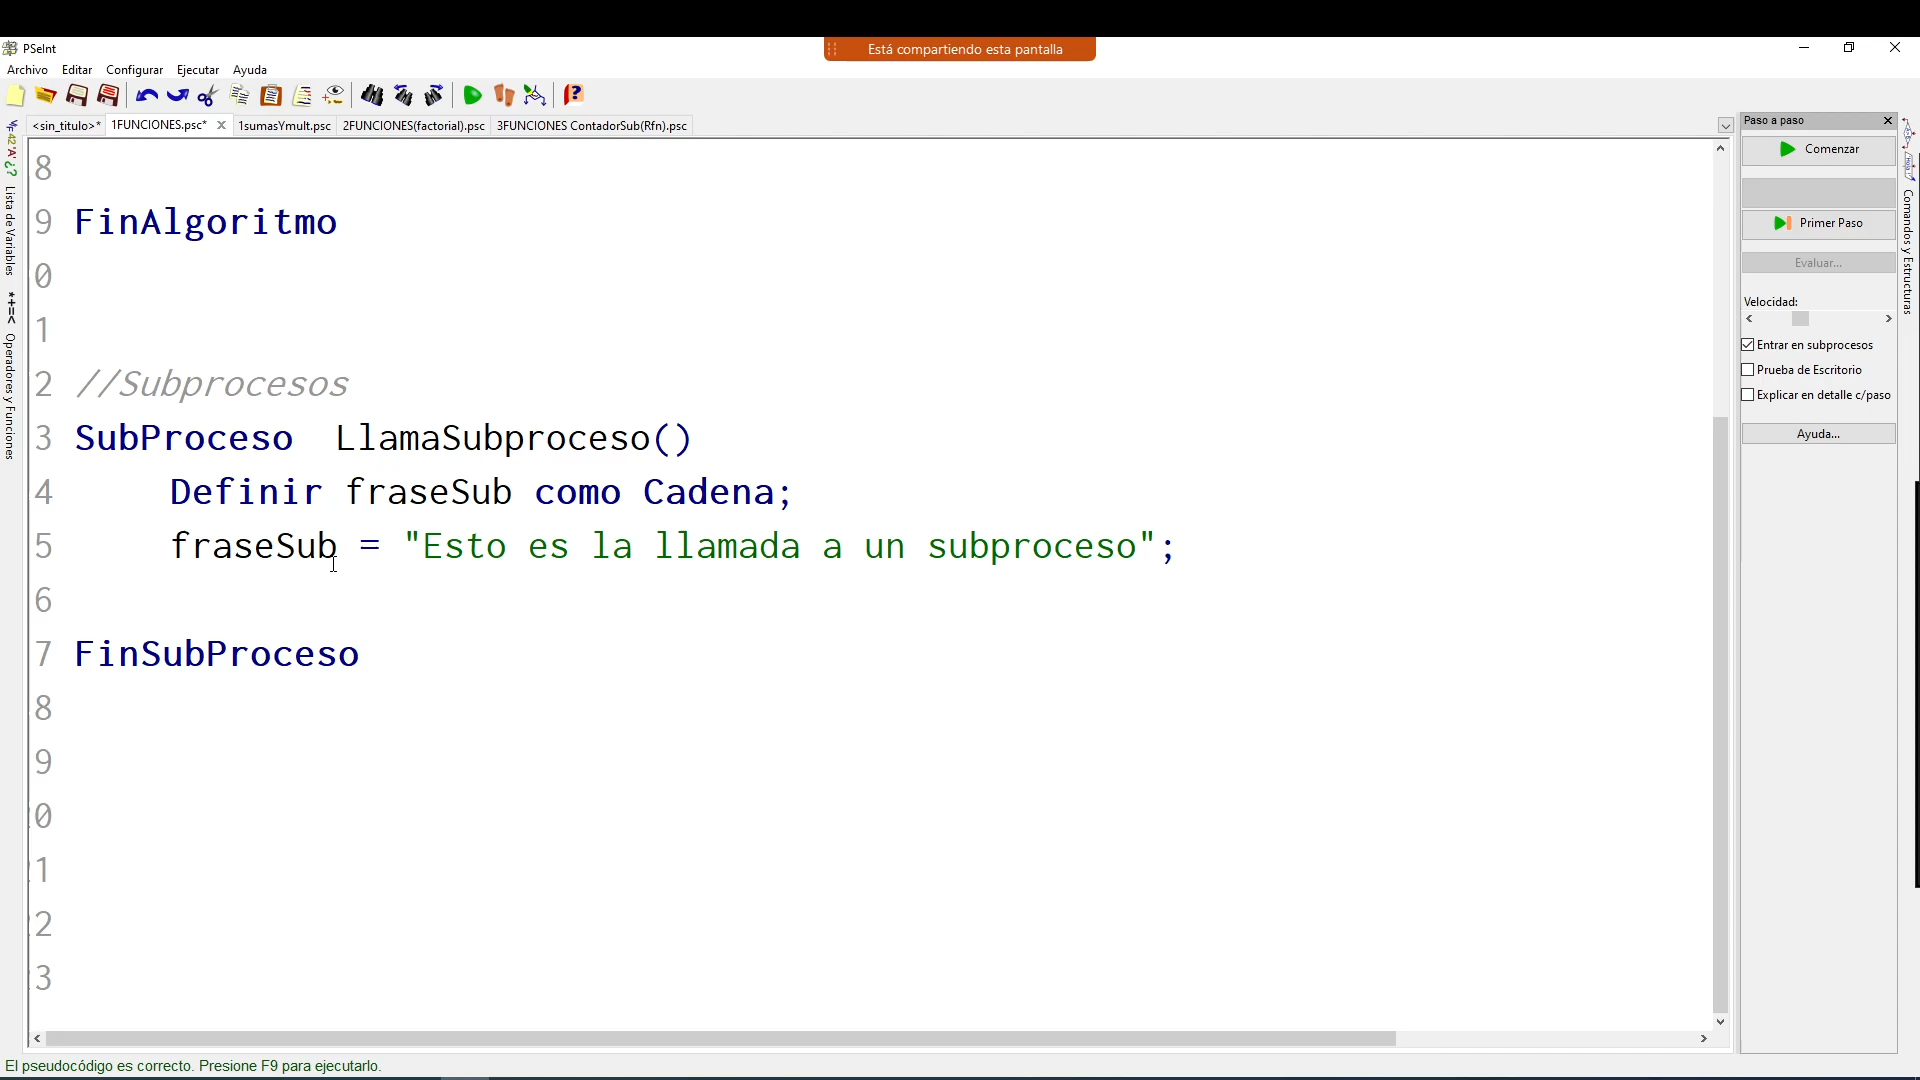 PSeInt
Está compartiendo esta pantalla
Archivo Editar Configurar Ejecutar Ayuda
<sin_titulo>* 1FUNCIONES.psc* 1sumasYmult.psc 2FUNCIONES(factorial).psc 3FUNCIONES ContadorSub(Rfn).psc
8
9 FinAlgoritmo
0
1
2 //Subprocesos
3 SubProceso LlamaSubproceso()
4 Definir fraseSub como Cadena;
5 fraseSub = "Esto es la llamada a un subproceso";
6
7 FinSubProceso
8
9
0
1
2
3
Lista de Variables
*+=< Operadores y Funciones
Paso a paso
Comenzar
Primer Paso
Evaluar...
Velocidad:
Entrar en subprocesos
Prueba de Escritorio
Explicar en detalle c/paso
Ayuda...
Comandos y Estructuras
El pseudocódigo es correcto. Presione F9 para ejecutarlo.